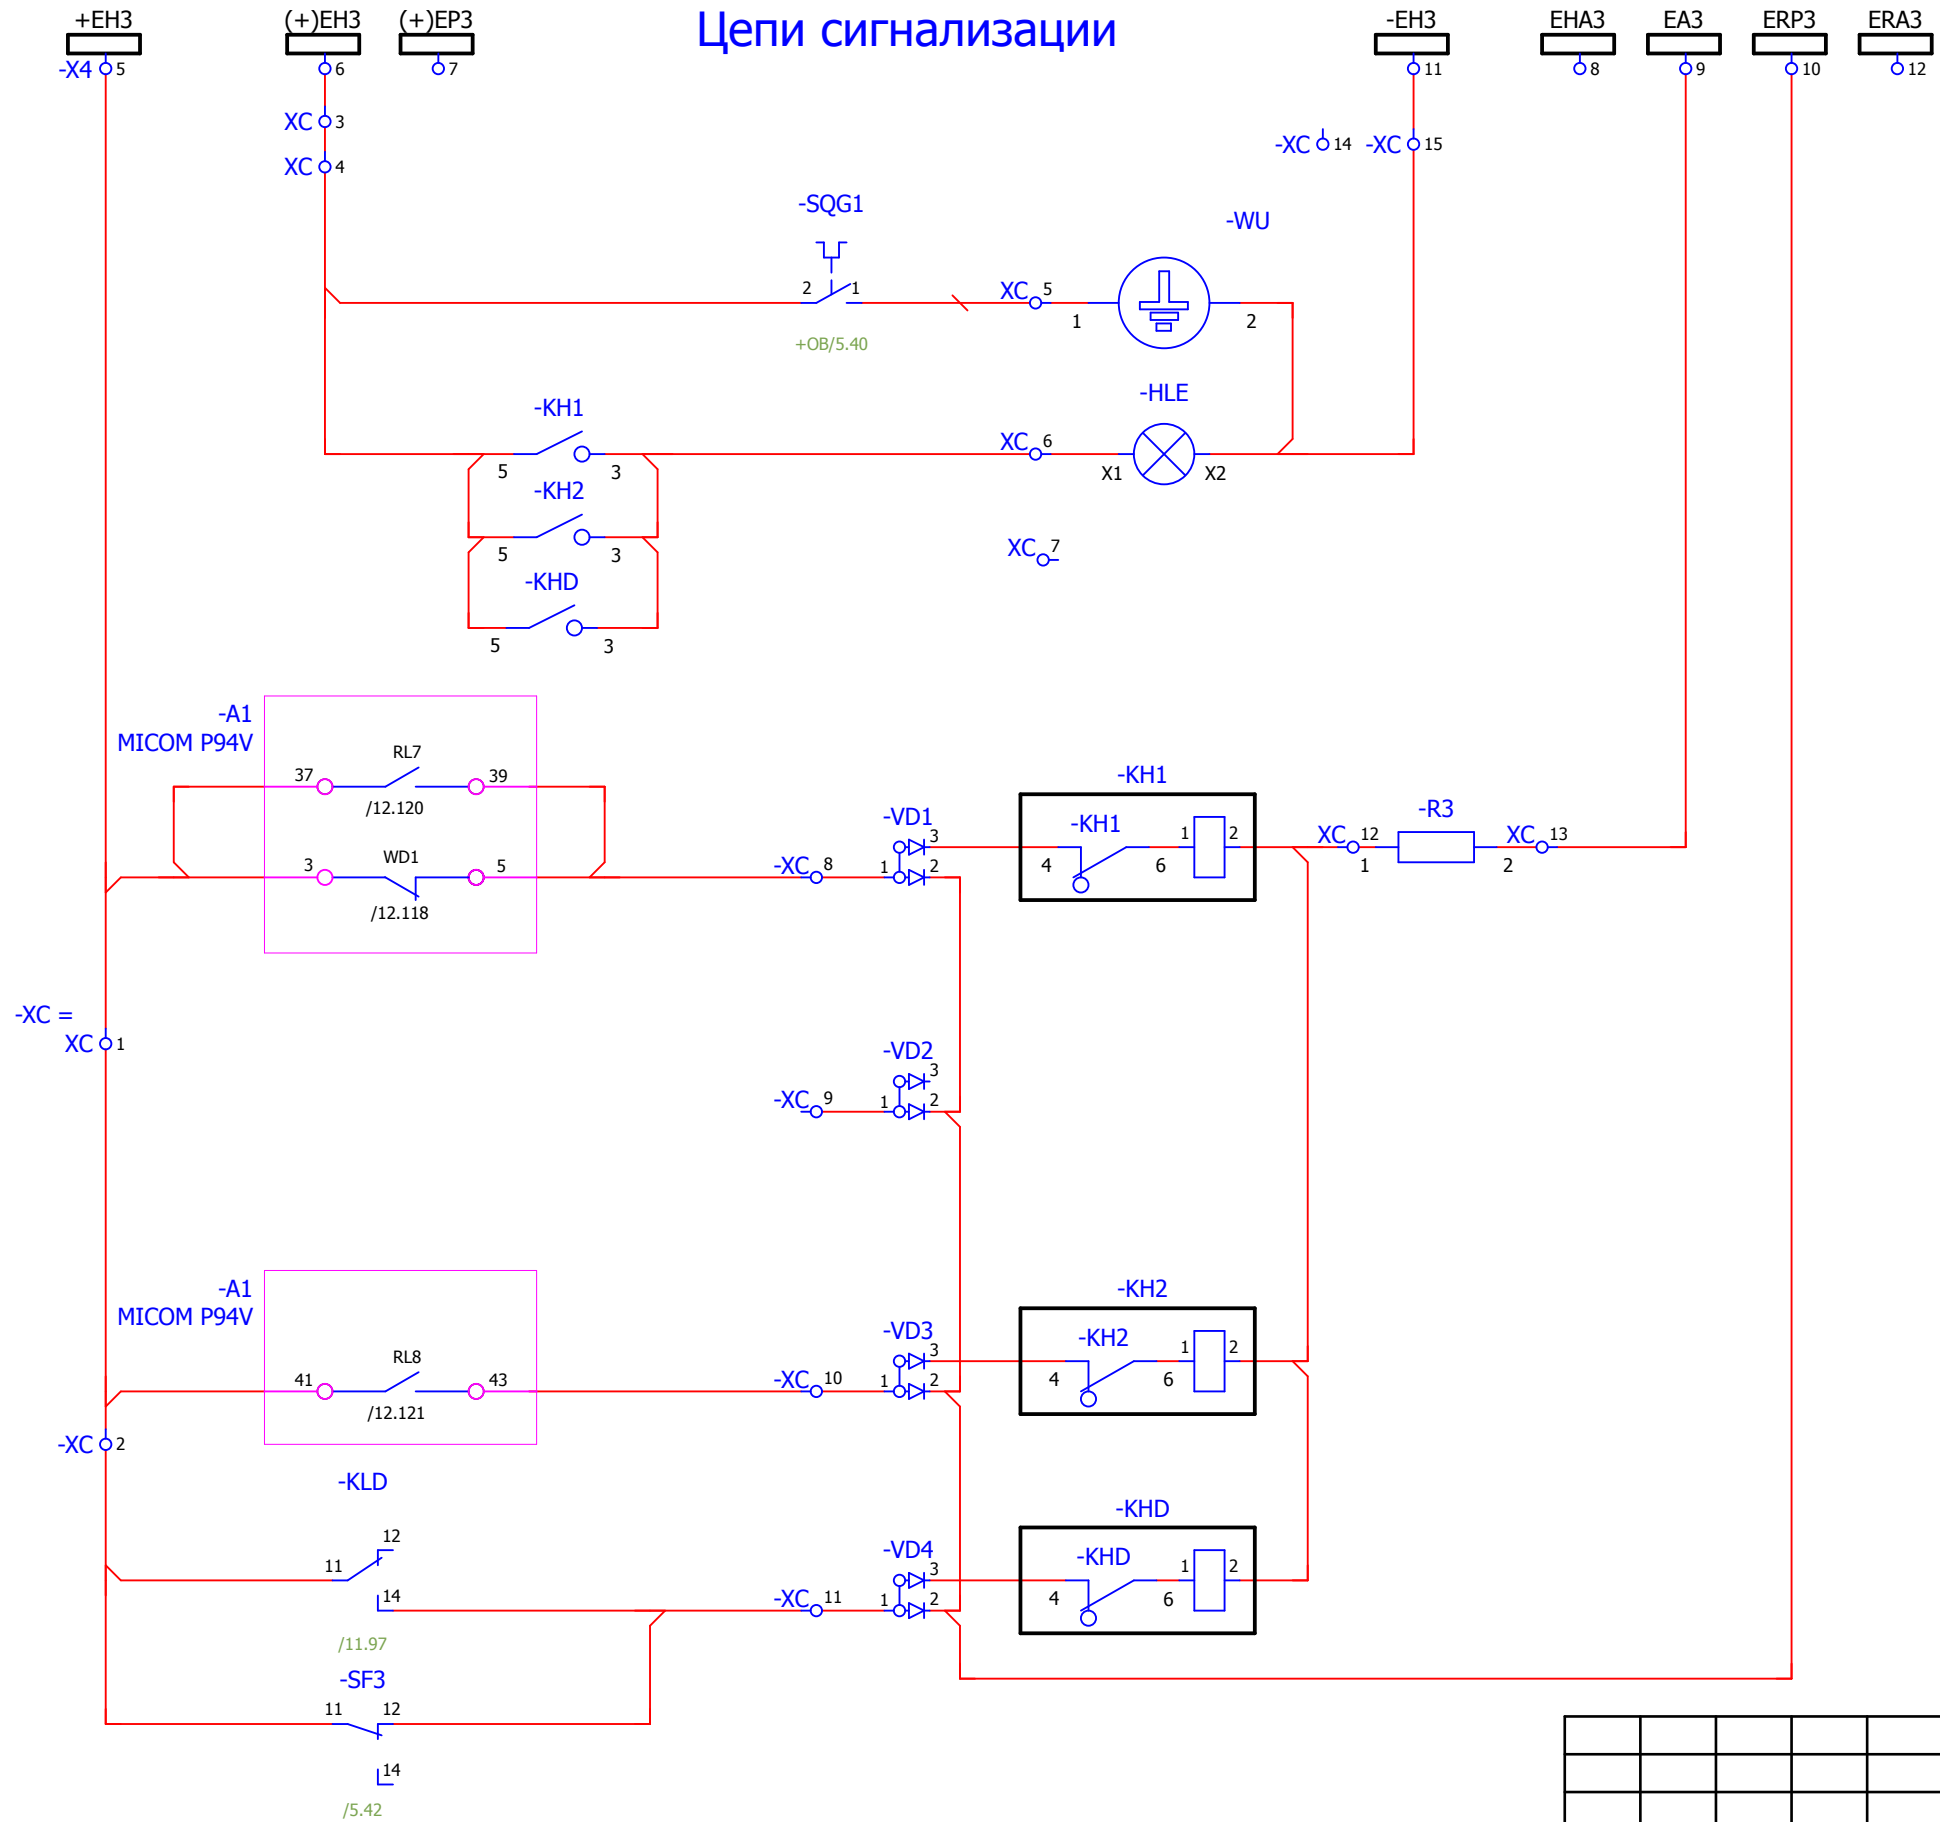 Цепи сигнализации
+EH3 (+)EH3 (+)EP3 -EH3 EHA3 EA3 ERP3 ERA3
-X4 5 6 7 11 8 9 10 12
XC 3
-XC 14 -XC 15
XC 4
-SQG1
-WU
2 1
XC 5
1 2
+OB/5.40
-HLE
-KH1
XC 6
5 3 X1 X2
-KH2
5 3
XC 7
-KHD
5 3
-A1
MICOM P94V
RL7
37 39
/12.120
WD1
3 5
/12.118
-XC 8
-VD1
3
1 2
-KH1
-KH1
1 2
4 6
-R3
XC 12 XC 13
1 2
-XC =
XC 1
-VD2
3
-XC 9
1 2
-A1
MICOM P94V
RL8
41 43
/12.121
-XC 10
-VD3
3
1 2
-KH2
-KH2
1 2
4 6
-XC 2
-KLD
12
11
14
/11.97
-XC 11
-VD4
3
1 2
-KHD
-KHD
1 2
4 6
-SF3
11 12
14
/5.42